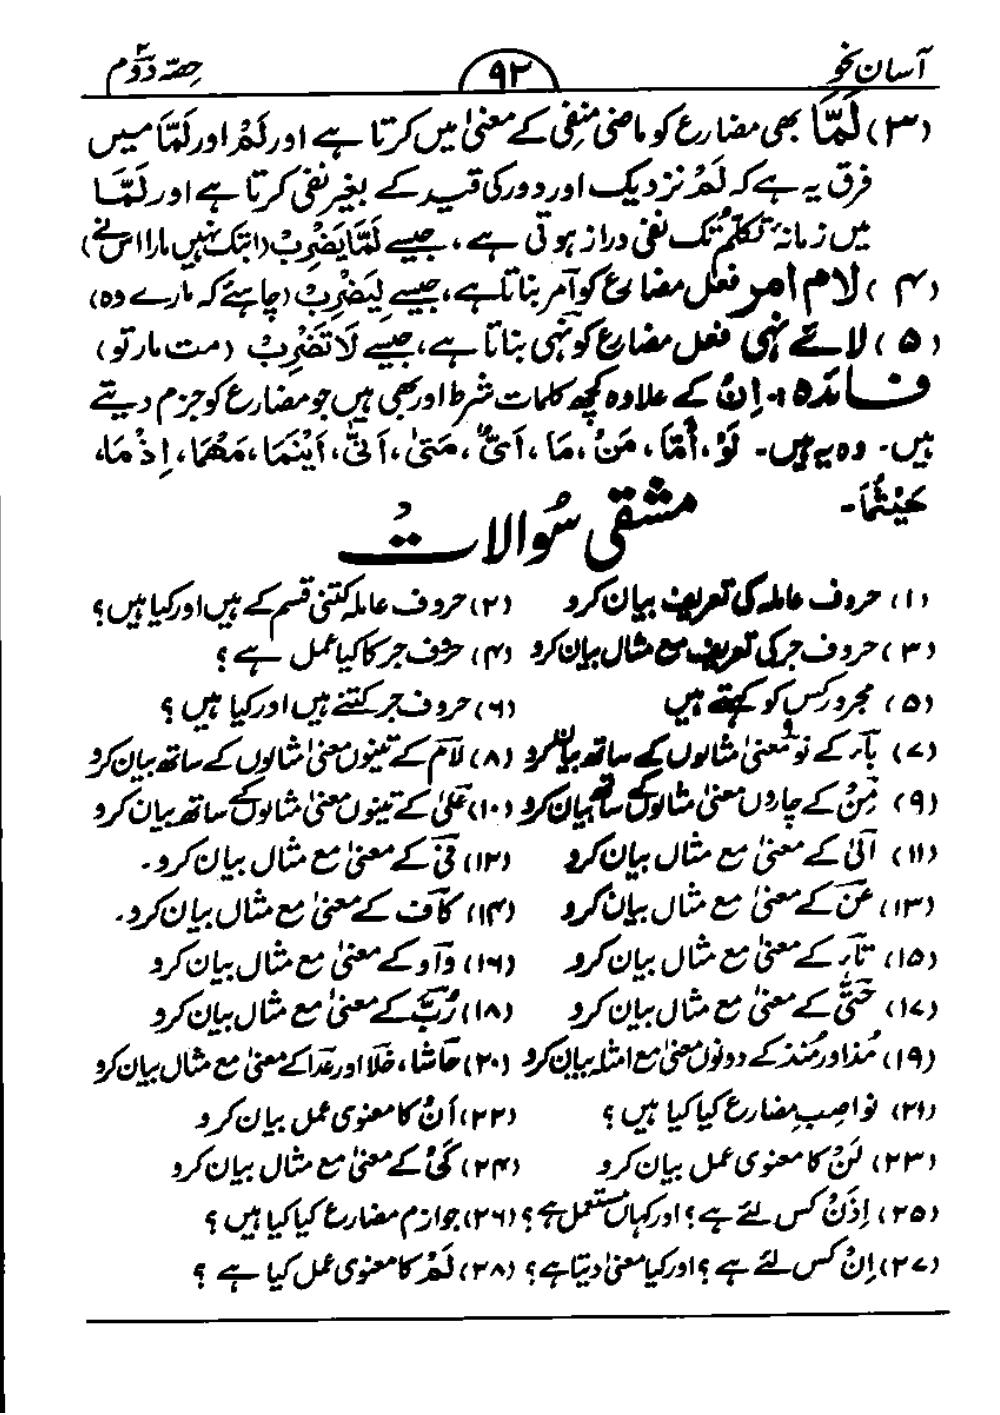 آسان نحو ۹۲ حصّہ دوّم
(۳) لَمَّا بھی مضارع کو ماضی منفی کے معنیٰ میں کرتا ہے اور لَمْ اور لَمَّا میں
فرق یہ ہے کہ لَمْ نزدیک اور دور کی قید کے بغیر نفی کرتا ہے اور لَمَّا
میں زمانۂ تکلّم تک نفی دراز ہوتی ہے، جیسے لَمَّا یَضْرِبْ (ابتک نہیں مارا اس نے)
(۴) لام امر فعل مضارع کو امر بناتا ہے، جیسے لِیَضْرِبْ (چاہئے کہ مارے وہ)
(۵) لائے نہی فعل مضارع کو نہی بناتا ہے، جیسے لَا تَضْرِبْ (مت مار تو)
فائدہ :۔ اِنْ کے علاوہ کچھ کلمات شرط اور بھی ہیں جو مضارع کو جزم دیتے
ہیں۔ وہ یہ ہیں۔ لَوْ، اَمَّا، مَنْ، مَا، اَیٌّ، مَتیٰ، اَنّٰی، اَیْنَمَا، مَهْمَا، اِذْمَا،
حَیْثُمَا۔
مشقی سُوالات
(۱) حروف عاملہ کی تعریف بیان کرو (۲) حروف عاملہ کتنی قسم کے ہیں اور کیا ہیں؟
(۳) حروف جر کی تعریف مع مثال بیان کرو (۴) حروف جر کا کیا عمل ہے؟
(۵) مجرور کس کو کہتے ہیں (۶) حروف جر کتنے ہیں اور کیا ہیں؟
(۷) بآء کے نو معنیٰ مثالوں کے ساتھ بیان کرو (۸) لآم کے تینوں معنیٰ مثالوں کے ساتھ بیان کرو
(۹) مِنْ کے چاروں معنیٰ مثالوں کے ساتھ بیان کرو (۱۰) عَلیٰ کے تینوں معنیٰ مثالوں کے ساتھ بیان کرو
(۱۱) اِلیٰ کے معنیٰ مع مثال بیان کرو (۱۲) فِیْ کے معنیٰ مع مثال بیان کرو۔
(۱۳) عَنْ کے معنیٰ مع مثال بیان کرو (۱۴) کآف کے معنیٰ مع مثال بیان کرو۔
(۱۵) تآء کے معنیٰ مع مثال بیان کرو (۱۶) وآو کے معنیٰ مع مثال بیان کرو
(۱۷) حَتّٰی کے معنیٰ مع مثال بیان کرو (۱۸) رُبَّ کے معنیٰ مع مثال بیان کرو
(۱۹) مُذ اور مُنذ کے دونوں معنیٰ مع امثلہ بیان کرو (۲۰) حَاشا، خَلا اور عَدا کے معنیٰ مع مثال بیان کرو
(۲۱) نواصبِ مضارع کیا کیا ہیں؟ (۲۲) اَنْ کا معنوی عمل بیان کرو
(۲۳) لَنْ کا معنوی عمل بیان کرو (۲۴) کَیْ کے معنیٰ مع مثال بیان کرو
(۲۵) اِذَنْ کس لئے ہے؟ اور کہاں مستعمل ہے؟ (۲۶) جوازم مضارع کیا کیا ہیں؟
(۲۷) اِنْ کس لئے ہے؟ اور کیا معنیٰ دیتا ہے؟ (۲۸) لَمْ کا معنوی عمل کیا ہے؟